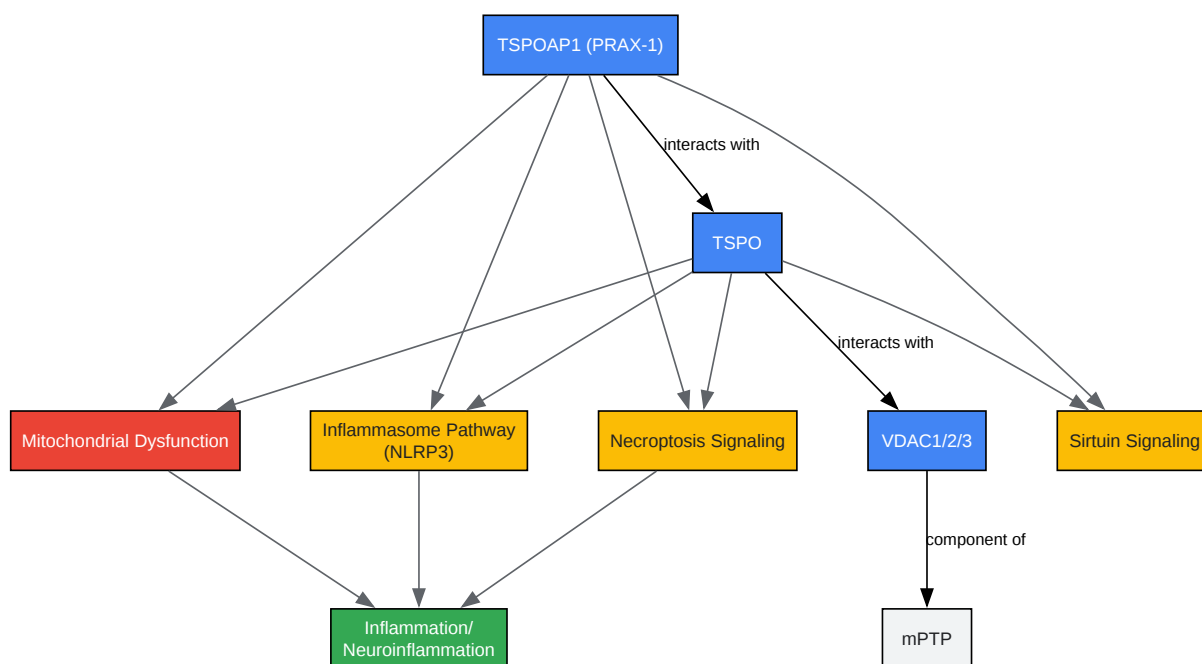 TSPOAP1 (PRAX-1)
interacts with
TSPO
interacts with
Mitochondrial Dysfunction
Inflammasome Pathway
(NLRP3)
Necroptosis Signaling
VDAC1/2/3
Sirtuin Signaling
component of
Inflammation/
Neuroinflammation
mPTP